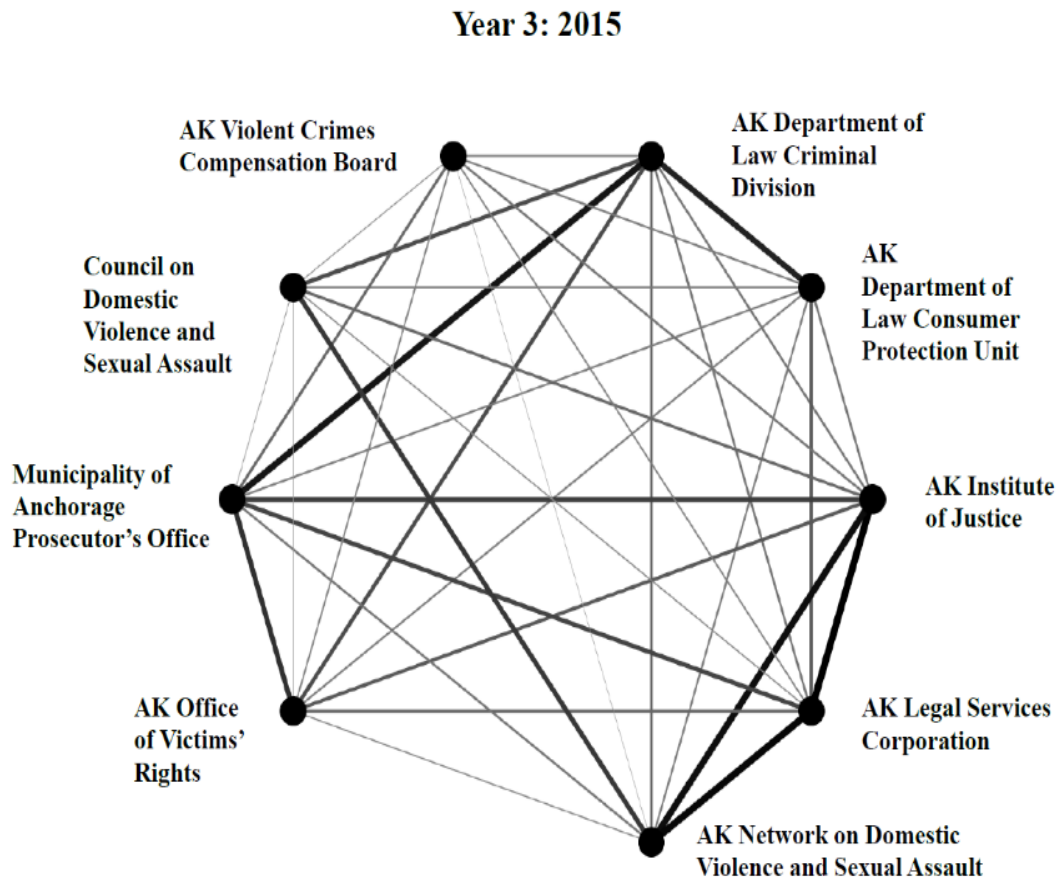 Year 3: 2015
AK Violent Crimes
Compensation Board
AK Department of
Law Criminal
Division
Council on
Domestic
Violence and
Sexual Assault
AK
Department of
Law Consumer
Protection Unit
Municipality of
Anchorage
Prosecutor’s Office
AK Institute
of Justice
AK Office
of Victims’
Rights
AK Legal Services
Corporation
AK Network on Domestic
Violence and Sexual Assault